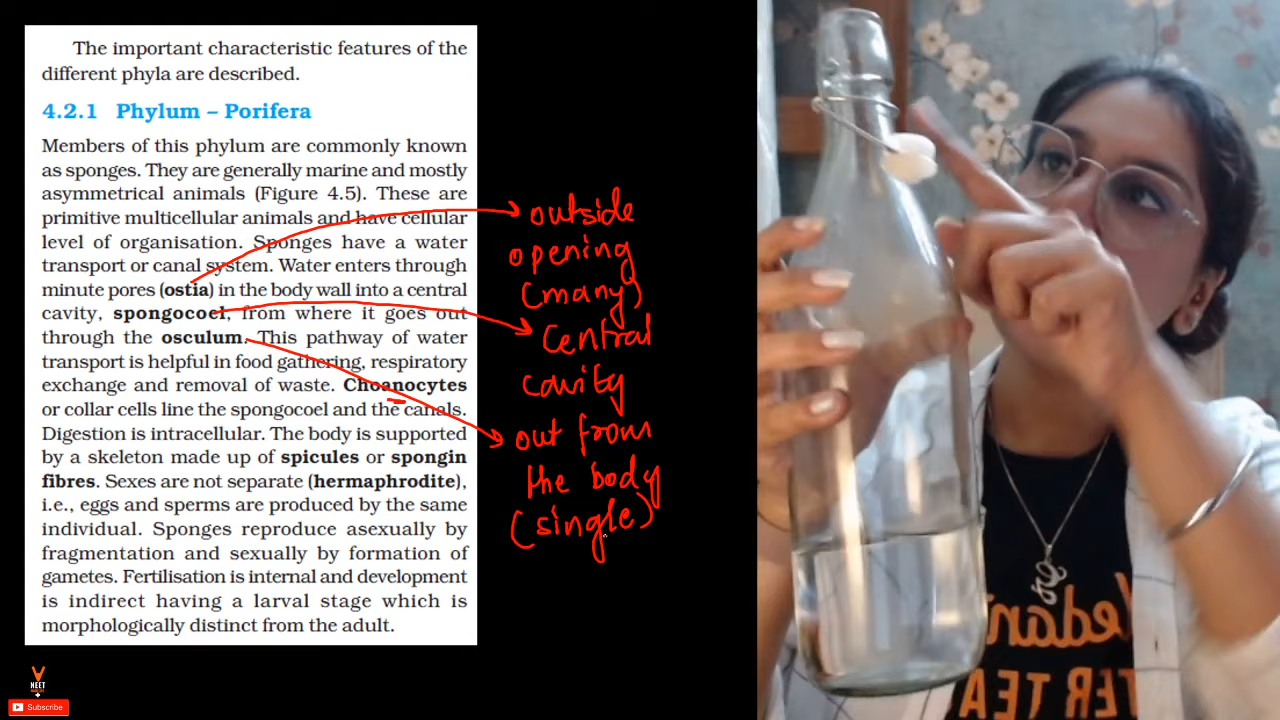 The important characteristic features of the
different phyla are described.
4.2.1 Phylum – Porifera
Members of this phylum are commonly known
as sponges. They are generally marine and mostly
asymmetrical animals (Figure 4.5). These are
primitive multicellular animals and have cellular
level of organisation. Sponges have a water
transport or canal system. Water enters through
minute pores (ostia) in the body wall into a central
cavity, spongocoel, from where it goes out
through the osculum. This pathway of water
transport is helpful in food gathering, respiratory
exchange and removal of waste. Choanocytes
or collar cells line the spongocoel and the canals.
Digestion is intracellular. The body is supported
by a skeleton made up of spicules or spongin
fibres. Sexes are not separate (hermaphrodite),
i.e., eggs and sperms are produced by the same
individual. Sponges reproduce asexually by
fragmentation and sexually by formation of
gametes. Fertilisation is internal and development
is indirect having a larval stage which is
morphologically distinct from the adult.
outside
opening
(many)
Central
cavity
out from
the body
(single)
NEET
Subscribe